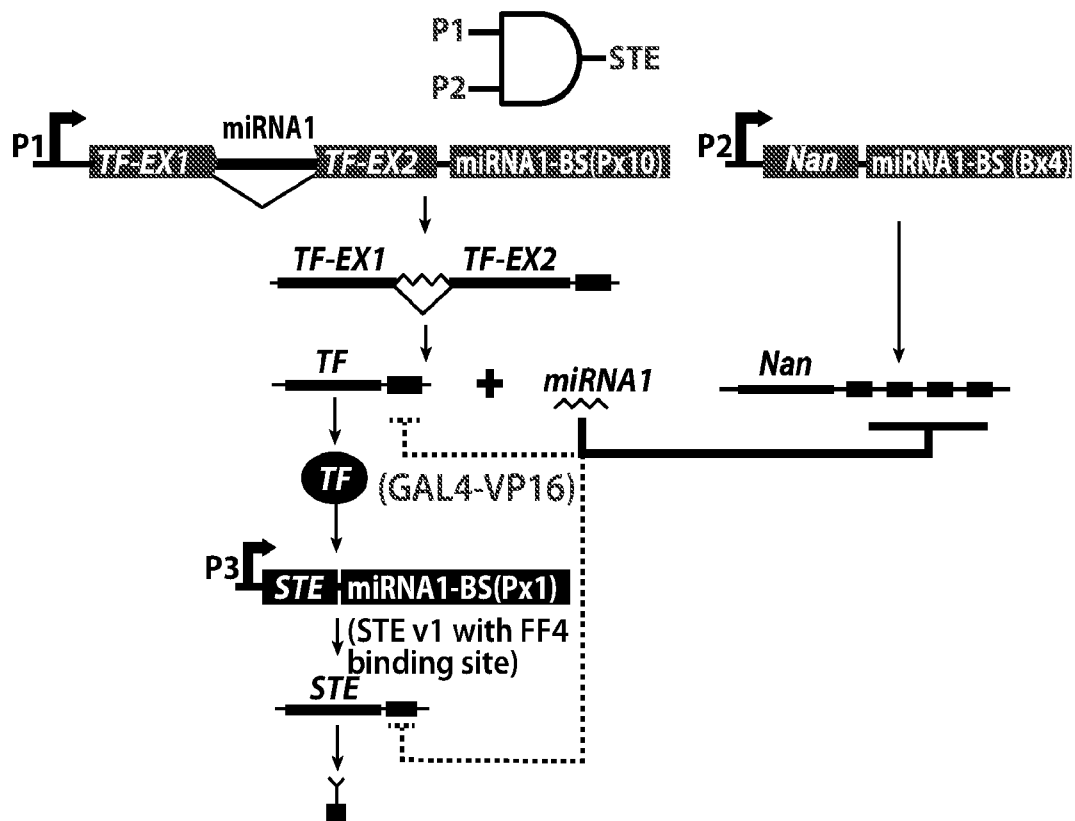 P1
STE
P2
P1
miRNA1
TF-EX1
TF-EX2
miRNA1-BS(Px10)
P2
Nan
miRNA1-BS (Bx4)
TF-EX1
TF-EX2
TF
+
miRNA1
Nan
TF
(GAL4-VP16)
P3
STE
miRNA1-BS(Px1)
(STE v1 with FF4
binding site)
STE